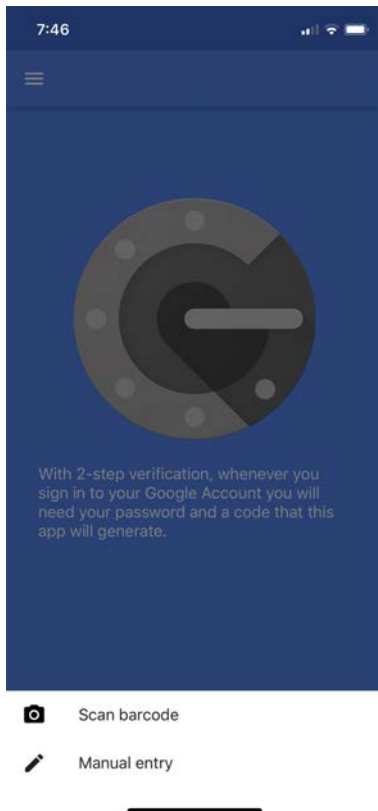 7:46
With 2-step verification, whenever you
sign in to your Google Account you will
need your password and a code that this
app will generate.
Scan barcode
Manual entry